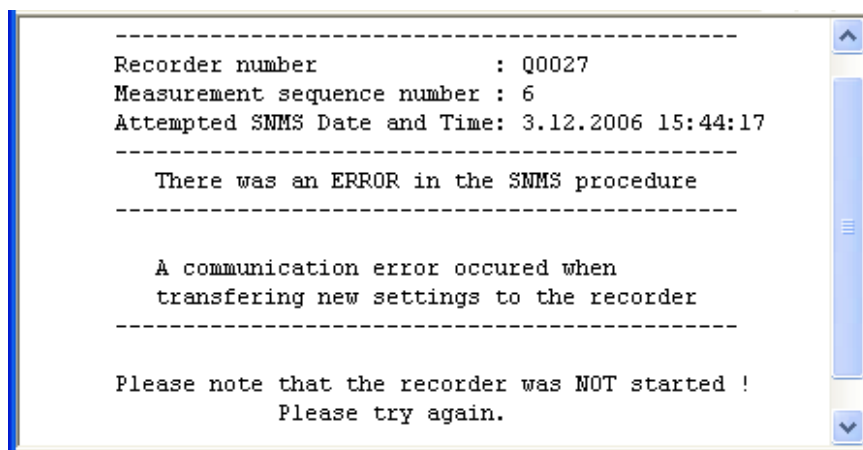 ---------------------------------------------
Recorder number             : Q0027
Measurement sequence number : 6
Attempted SNMS Date and Time: 3.12.2006 15:44:17
---------------------------------------------
There was an ERROR in the SNMS procedure
---------------------------------------------
A communication error occured when
transfering new settings to the recorder
---------------------------------------------
Please note that the recorder was NOT started !
Please try again.